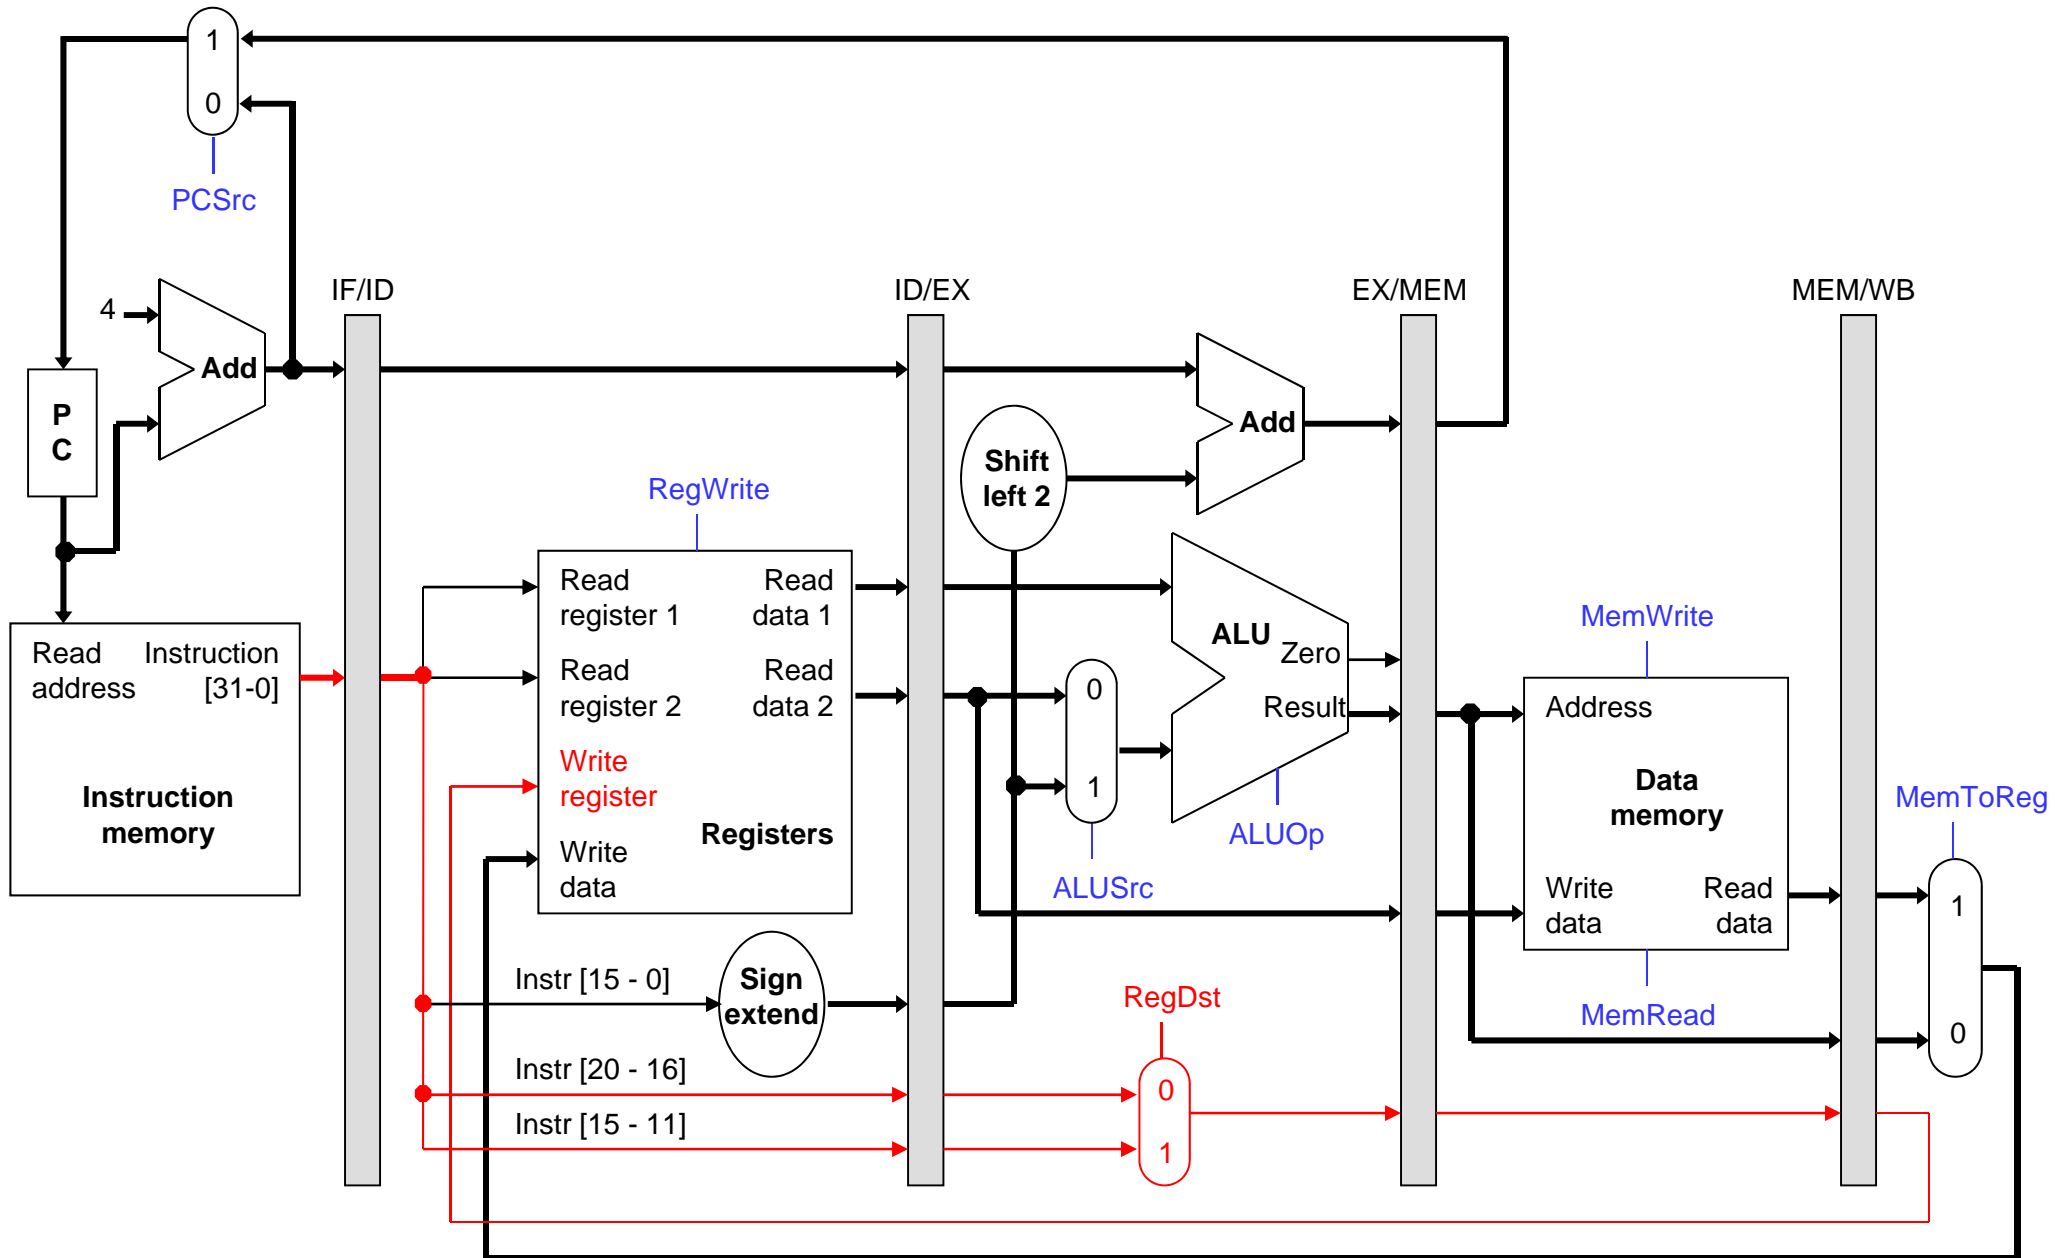 1
0
PCSrc
4
Add
P
C
IF/ID
ID/EX
EX/MEM
MEM/WB
Add
Shift
left 2
RegWrite
Read
address
Instruction
[31-0]
Instruction
memory
Read
register 1
Read
data 1
Read
register 2
Read
data 2
Write
register
Registers
Write
data
0
1
ALUSrc
ALU
Zero
Result
ALUOp
MemWrite
Address
Data
memory
Write
data
Read
data
MemRead
MemToReg
1
0
Instr [15 - 0]
Sign
extend
Instr [20 - 16]
Instr [15 - 11]
RegDst
0
1